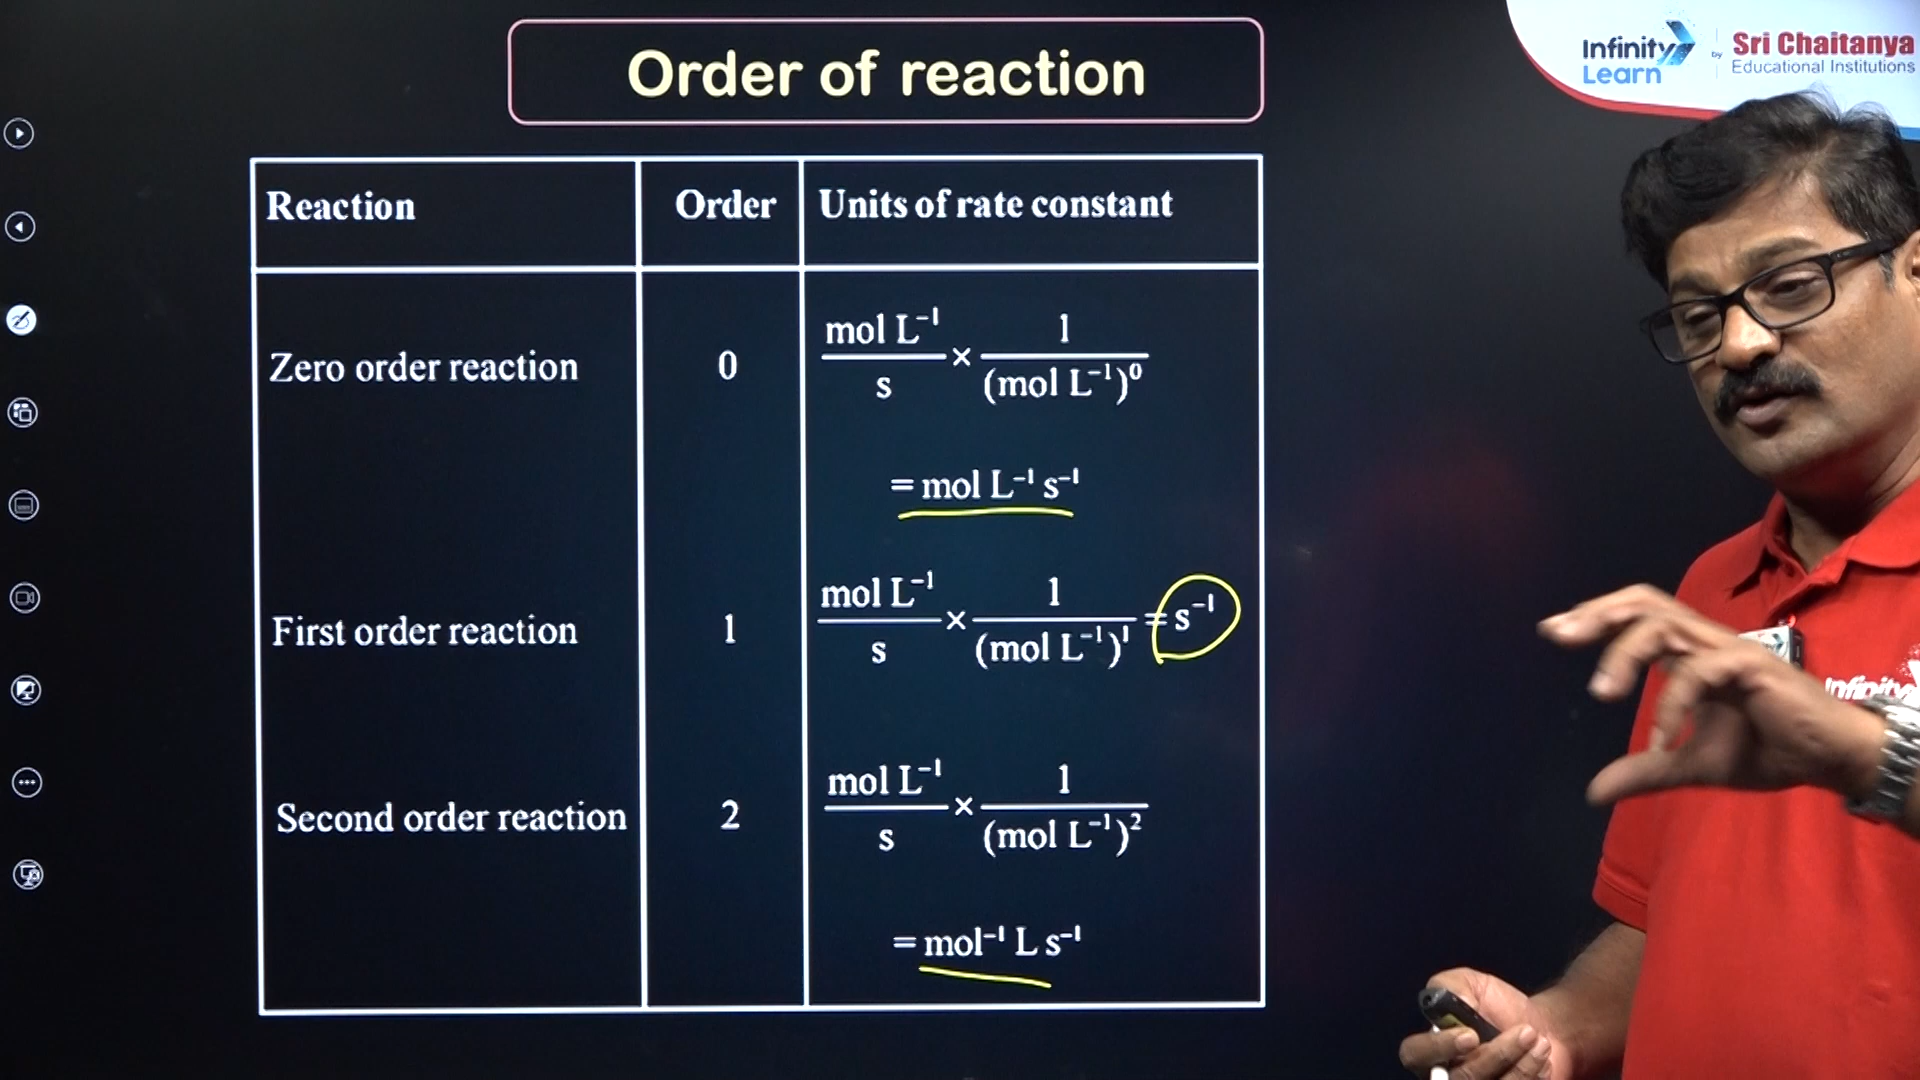 Order of reaction
Infinity Learn
by
Sri Chaitanya
Educational Institutions
Reaction
Order
Units of rate constant
Zero order reaction
0
mol L⁻¹ / s × 1 / (mol L⁻¹)⁰
= mol L⁻¹ s⁻¹
First order reaction
1
mol L⁻¹ / s × 1 / (mol L⁻¹)¹ = s⁻¹
Second order reaction
2
mol L⁻¹ / s × 1 / (mol L⁻¹)²
= mol⁻¹ L s⁻¹
Infinity